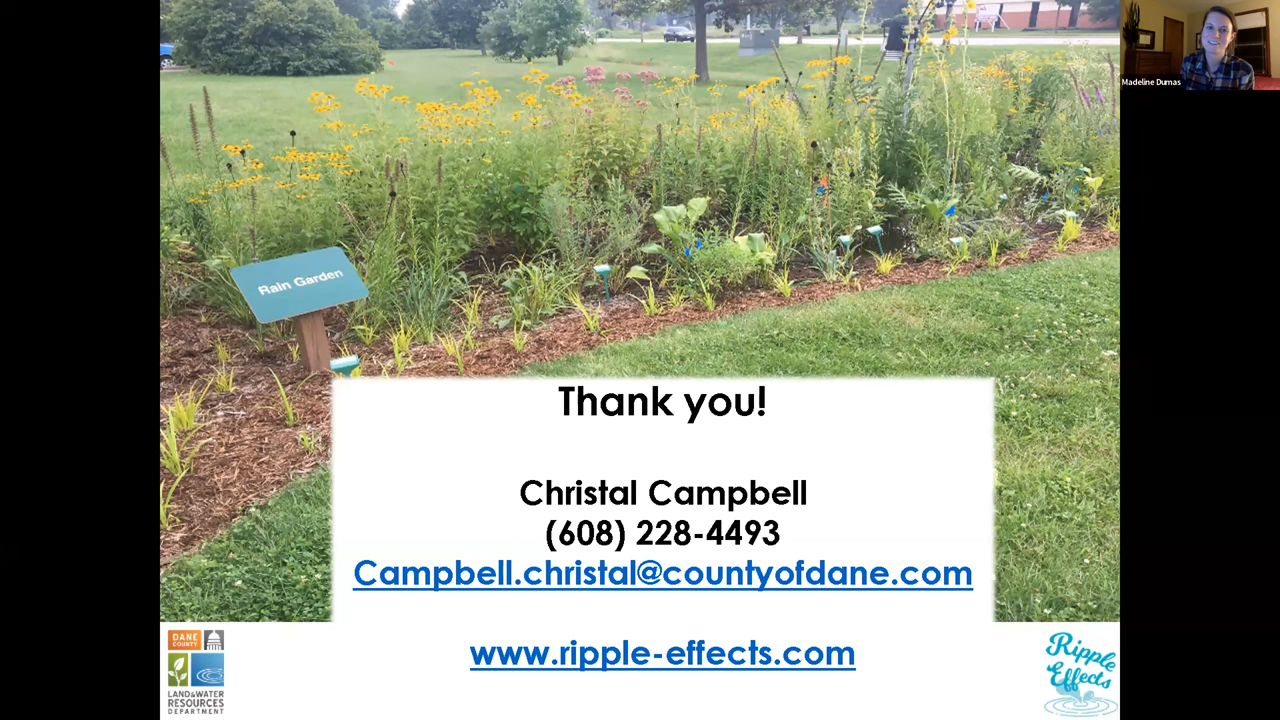 Madeline Dumas
Rain Garden
Thank you!
Christal Campbell
(608) 228-4493
Campbell.christal@countyofdane.com
www.ripple-effects.com
DANE
COUNTY
LAND & WATER
RESOURCES
DEPARTMENT
Ripple
Effects